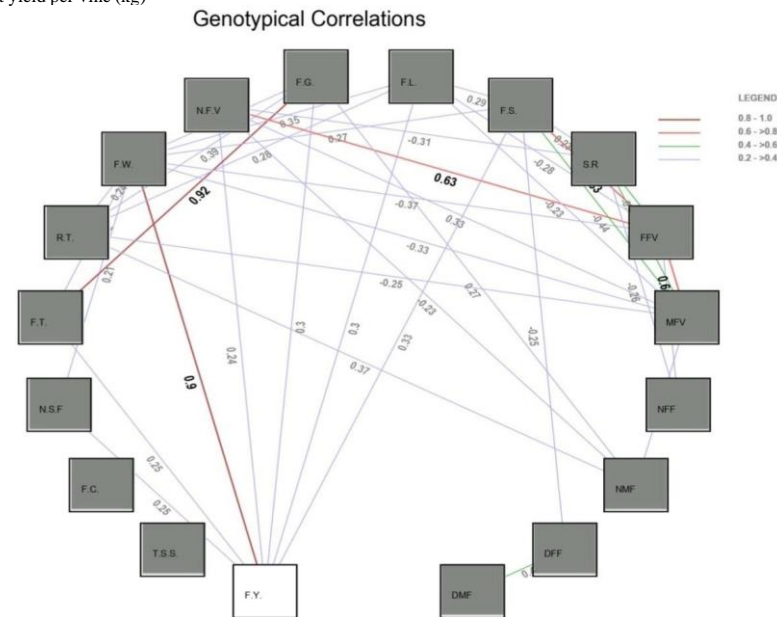 yield per vine (kg)
Genotypical Correlations
F.G.
F.L.
N.F.V
F.S.
F.W.
S.R
R.T.
FFV
F.T.
MFV
N.S.F
NFF
F.C.
NMF
T.S.S.
DFF
F.Y.
DMF
LEGEND
0.8 - 1.0
0.6 - >0.8
0.4 - >0.6
0.2 - >0.4
0.29
0.35
0.27
-0.31
0.39
0.26
-0.28
0.63
0.92
0.24
-0.37
0.33
-0.23
-0.44
-0.33
0.21
-0.25
-0.26
0.27
-0.23
0.3
0.3
0.33
-0.25
0.24
0.37
0.9
0.25
0.25